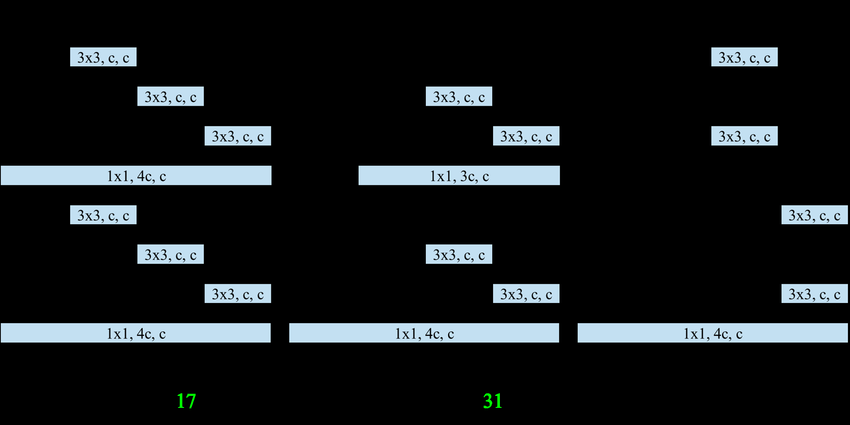 3x3, c, c 3x3, c, c
3x3, c, c 3x3, c, c
3x3, c, c 3x3, c, c 3x3, c, c
1x1, 4c, c 1x1, 3c, c
3x3, c, c 3x3, c, c
3x3, c, c 3x3, c, c
3x3, c, c 3x3, c, c 3x3, c, c
1x1, 4c, c 1x1, 4c, c 1x1, 4c, c
17 31